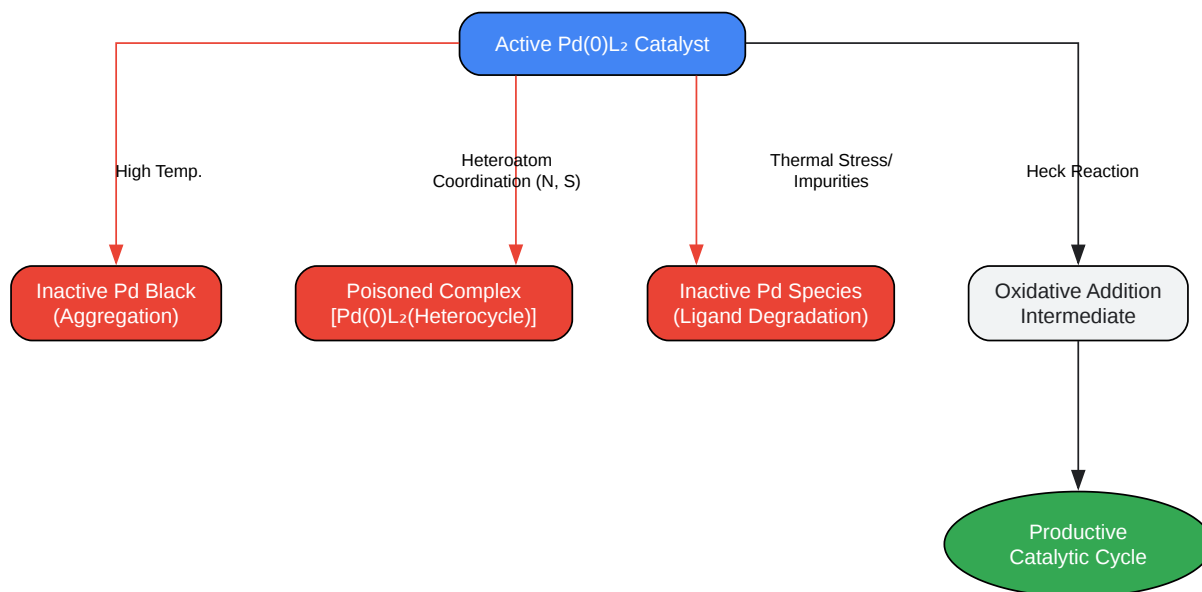 Active Pd(0)L₂ Catalyst
High Temp.
Heteroatom
Coordination (N, S)
Thermal Stress/
Impurities
Heck Reaction
Inactive Pd Black
(Aggregation)
Poisoned Complex
[Pd(0)L₂(Heterocycle)]
Inactive Pd Species
(Ligand Degradation)
Oxidative Addition
Intermediate
Productive
Catalytic Cycle